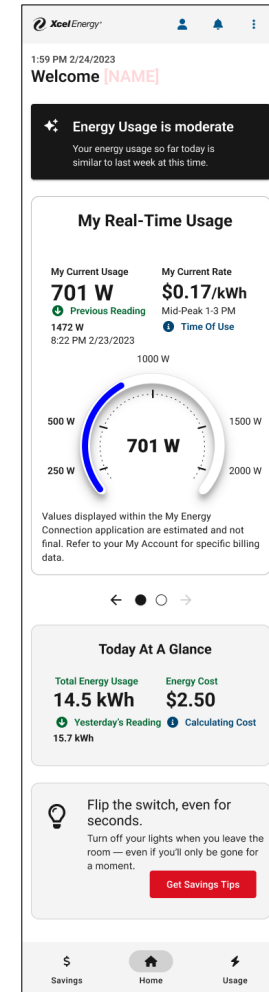 Xcel Energy®
1:59 PM 2/24/2023
Welcome [NAME]
Energy Usage is moderate
Your energy usage so far today is
similar to last week at this time.
My Real-Time Usage
My Current Usage
701 W
Previous Reading
1472 W
8:22 PM 2/23/2023
My Current Rate
$0.17/kWh
Mid-Peak 1-3 PM
Time Of Use
1000 W
500 W
1500 W
701 W
250 W
2000 W
Values displayed within the My Energy
Connection application are estimated and not
final. Refer to your My Account for specific billing
data.
Today At A Glance
Total Energy Usage
14.5 kWh
Yesterday's Reading
15.7 kWh
Energy Cost
$2.50
Calculating Cost
Flip the switch, even for
seconds.
Turn off your lights when you leave the
room — even if you'll only be gone for
a moment.
Get Savings Tips
Savings
Home
Usage